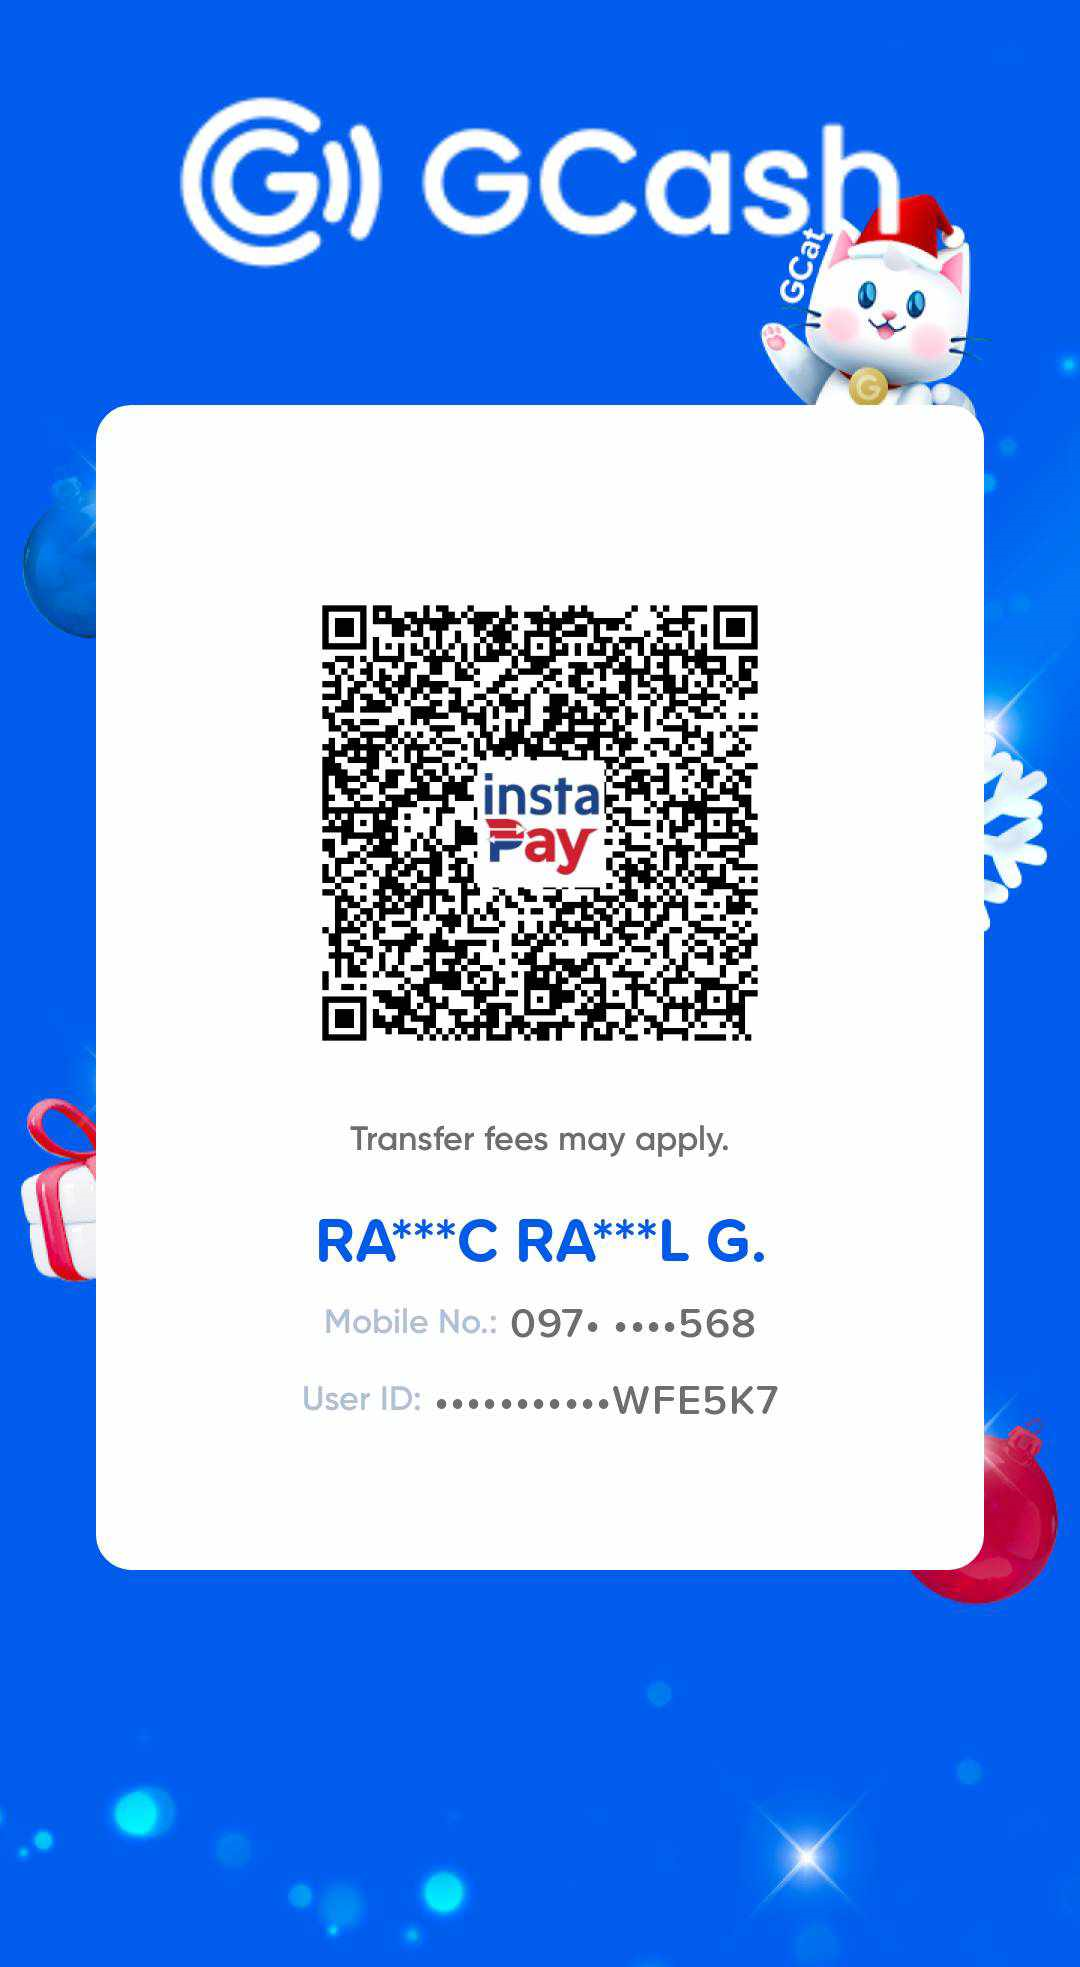 GCash
GCat
G
insta
Pay
Transfer fees may apply.
RA***C RA***L G.
Mobile No.: 097• ••••568
User ID: •••••••••••WFE5K7